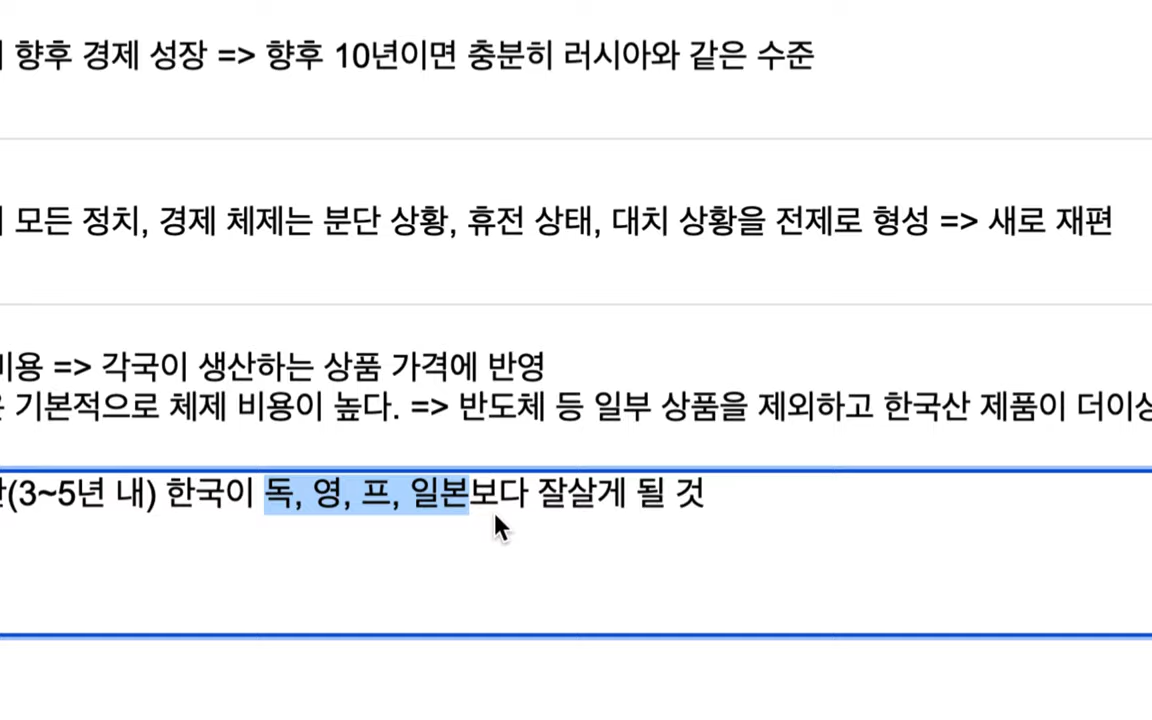 향후 경제 성장 => 향후 10년이면 충분히 러시아와 같은 수준
모든 정치, 경제 체제는 분단 상황, 휴전 상태, 대치 상황을 전제로 형성 => 새로 재편
비용 => 각국이 생산하는 상품 가격에 반영
기본적으로 체제 비용이 높다. => 반도체 등 일부 상품을 제외하고 한국산 제품이 더이상
(3~5년 내) 한국이 독, 영, 프, 일본보다 잘살게 될 것